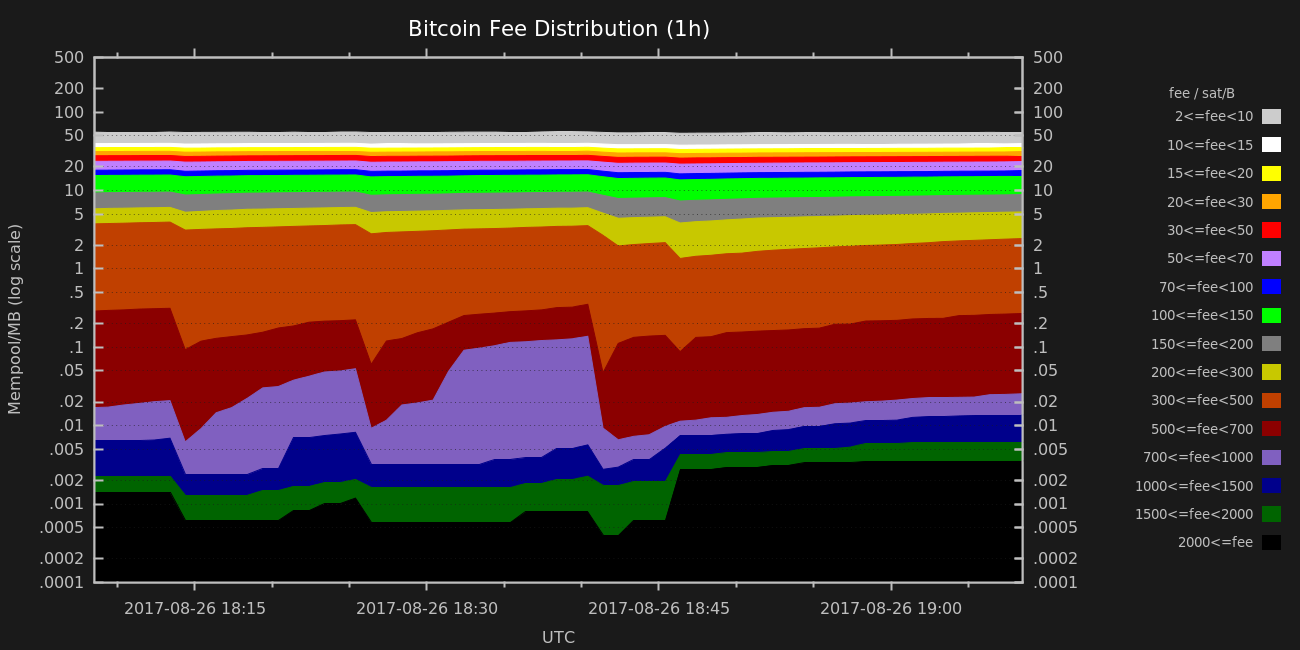 Bitcoin Fee Distribution (1h)
500
200
100
50
20
10
5
2
1
.5
.2
.1
.05
.02
.01
.005
.002
.001
.0005
.0002
.0001
Mempool/MB (log scale)
500
200
100
50
20
10
5
2
1
.5
.2
.1
.05
.02
.01
.005
.002
.001
.0005
.0002
.0001
2017-08-26 18:15
2017-08-26 18:30
2017-08-26 18:45
2017-08-26 19:00
UTC
fee / sat/B
2<=fee<10
10<=fee<15
15<=fee<20
20<=fee<30
30<=fee<50
50<=fee<70
70<=fee<100
100<=fee<150
150<=fee<200
200<=fee<300
300<=fee<500
500<=fee<700
700<=fee<1000
1000<=fee<1500
1500<=fee<2000
2000<=fee